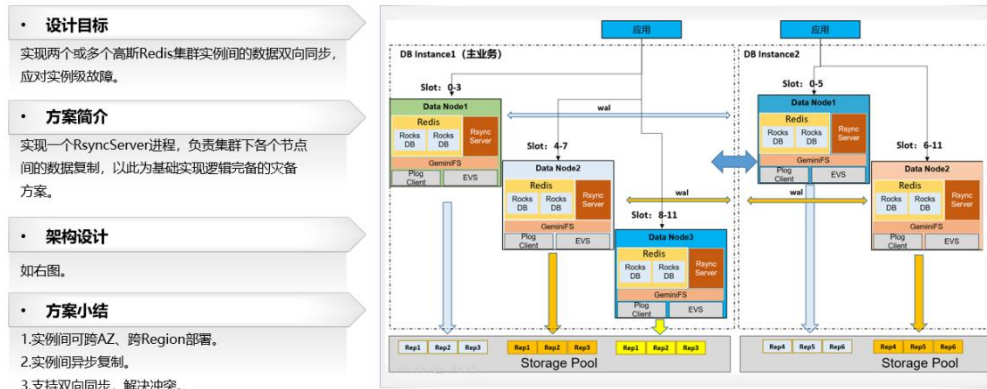 • 设计目标
实现两个或多个高斯Redis集群实例间的数据双向同步，
应对实例级故障。
• 方案简介
实现一个RsyncServer进程，负责集群下各个节点
间的数据复制，以此为基础实现逻辑完备的灾备
方案。
• 架构设计
如右图。
• 方案小结
1.实例间可跨AZ、跨Region部署。
2.实例间异步复制。
3.支持双向同步，解决冲突。
应用
DB Instance1（主业务）
Slot：0-3
Data Node1
Redis
Rocks DB
Rocks DB
Rsync Server
GeminiFS
Plog Client
EVS
wal
Slot：4-7
Data Node2
Redis
Rocks DB
Rocks DB
Rsync Server
GeminiFS
Plog Client
EVS
wal
Slot：8-11
Data Node3
Redis
Rocks DB
Rocks DB
Rsync Server
GeminiFS
Plog Client
EVS
Rep1 Rep2 Rep3
Rep1 Rep2 Rep3
Rep1 Rep2 Rep3
Storage Pool
应用
DB Instance2
Slot：0-5
Data Node1
Redis
Rocks DB
Rocks DB
Rsync Server
GeminiFS
Plog Client
EVS
wal
Slot：6-11
Data Node2
Redis
Rocks DB
Rocks DB
Rsync Server
GeminiFS
Plog Client
EVS
Rep4 Rep5 Rep6
Rep4 Rep5 Rep6
Storage Pool